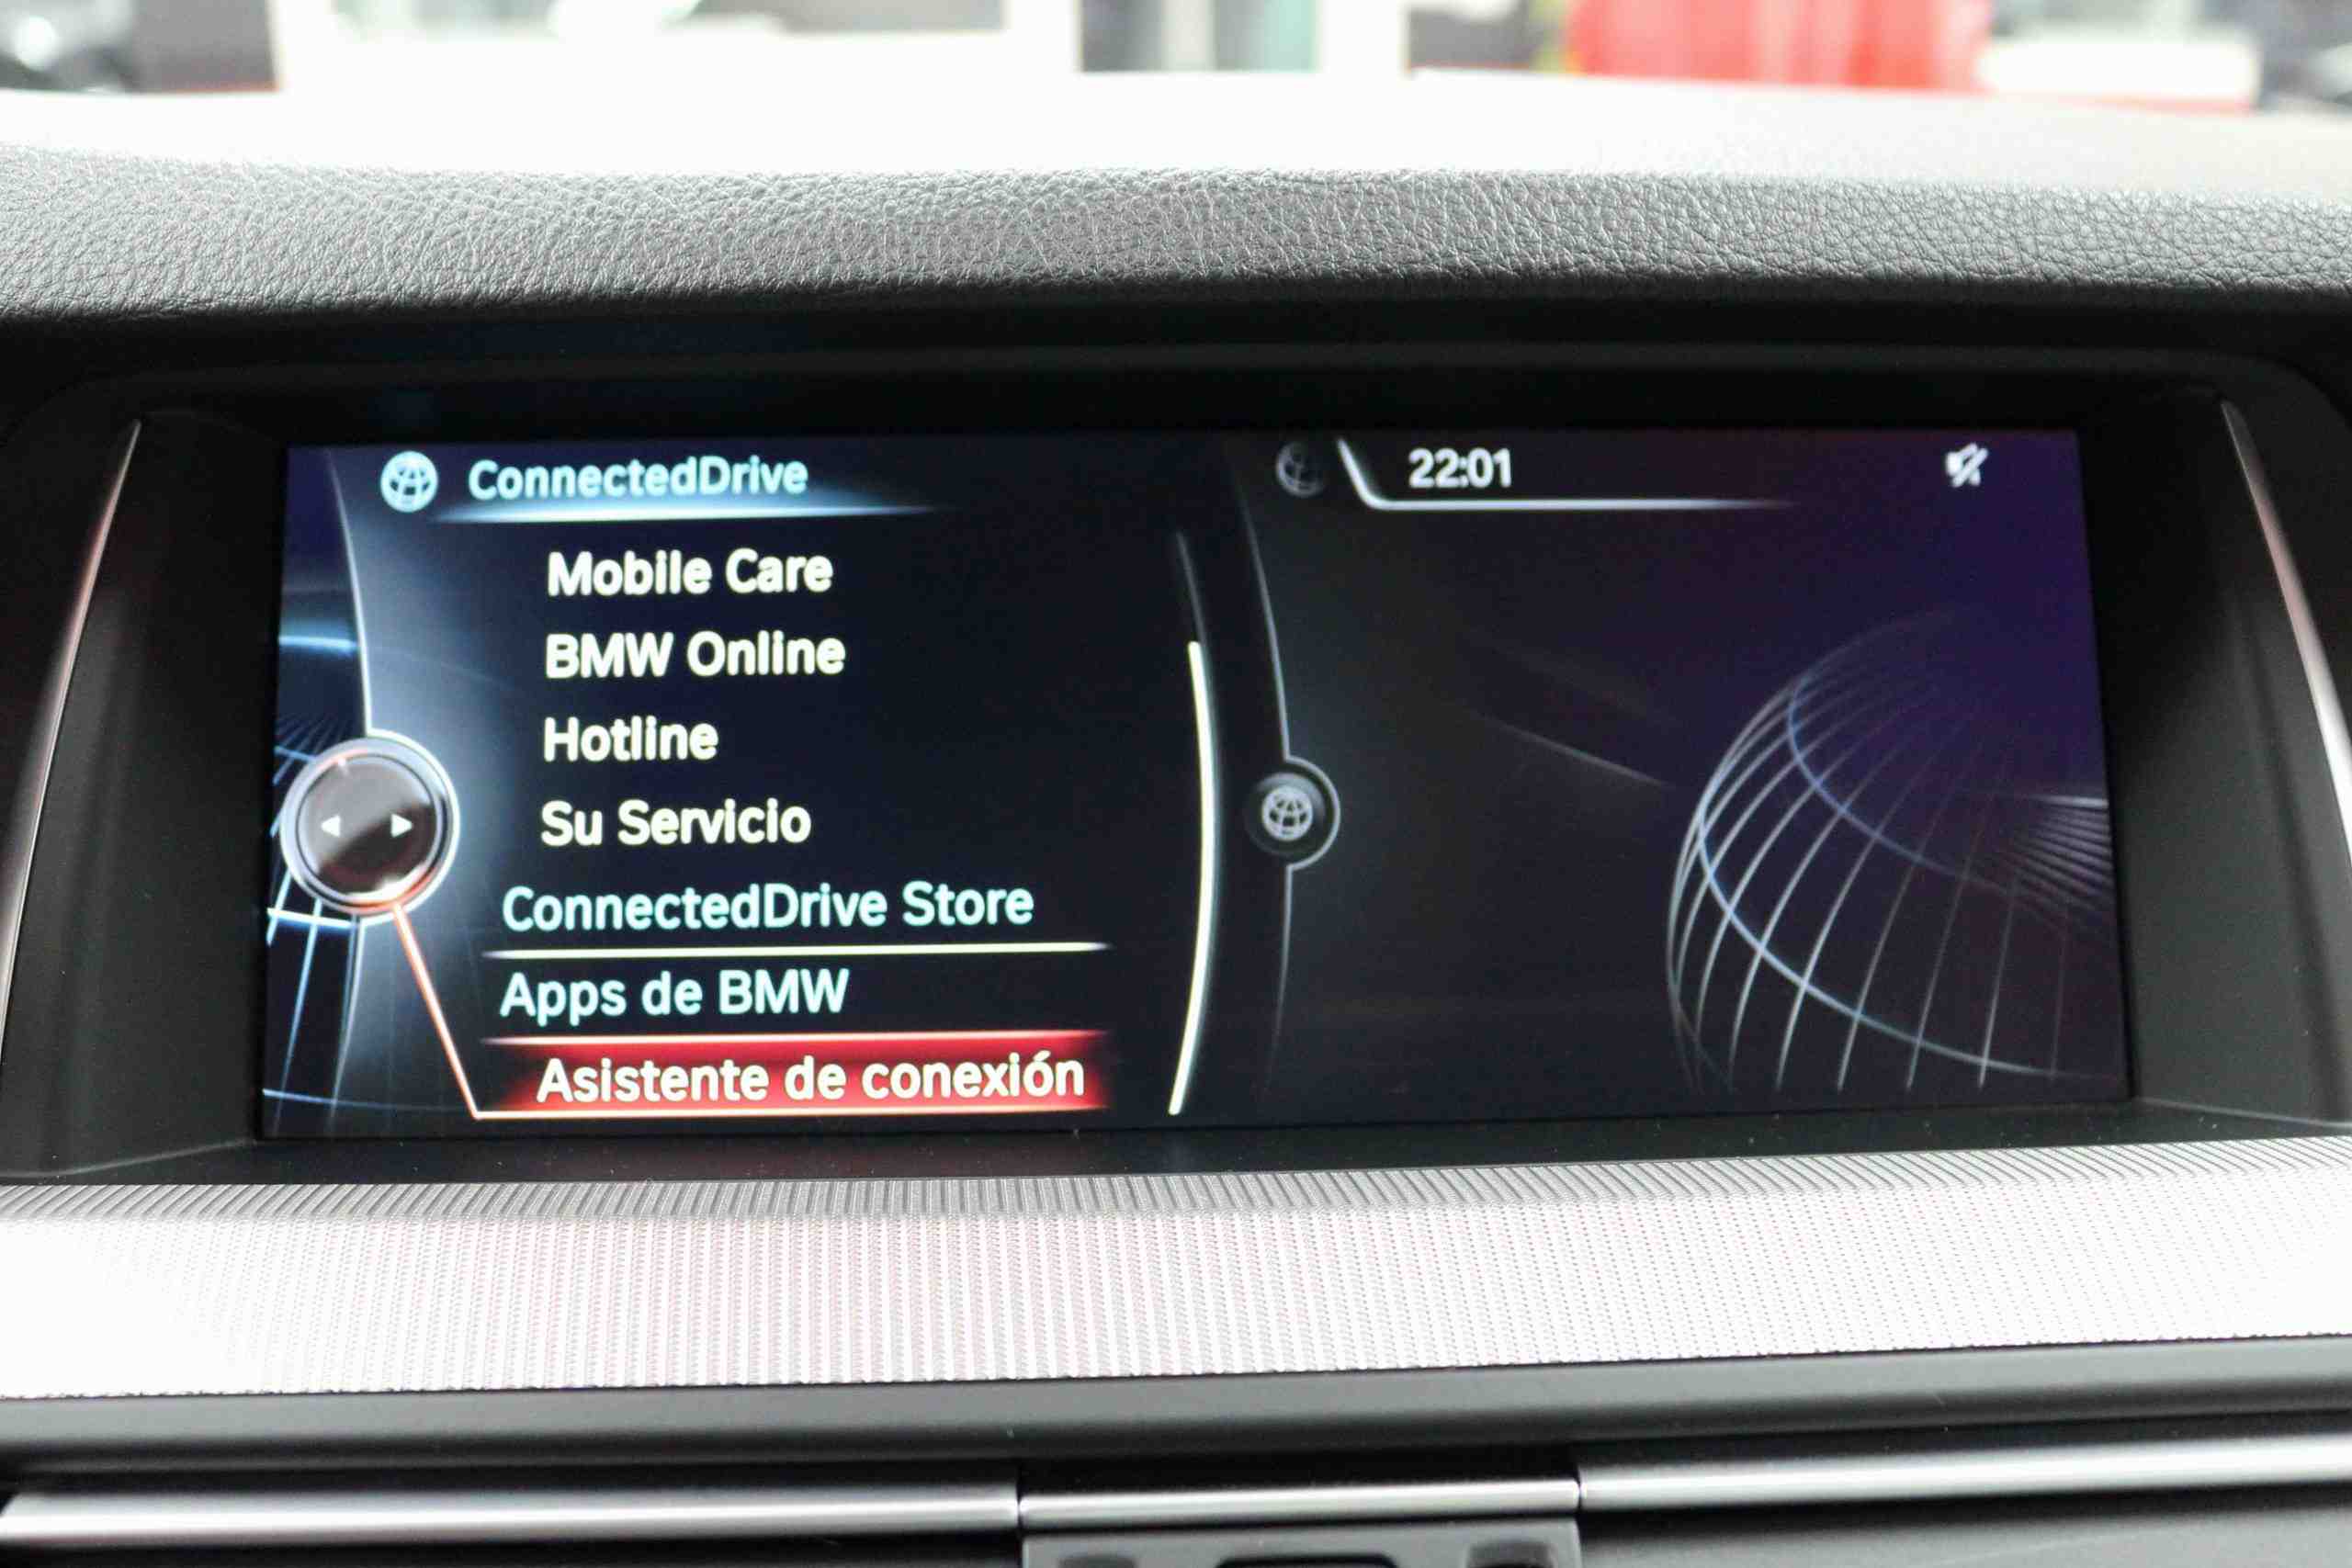 ConnectedDrive
22:01
Mobile Care
BMW Online
Hotline
Su Servicio
ConnectedDrive Store
Apps de BMW
Asistente de conexión